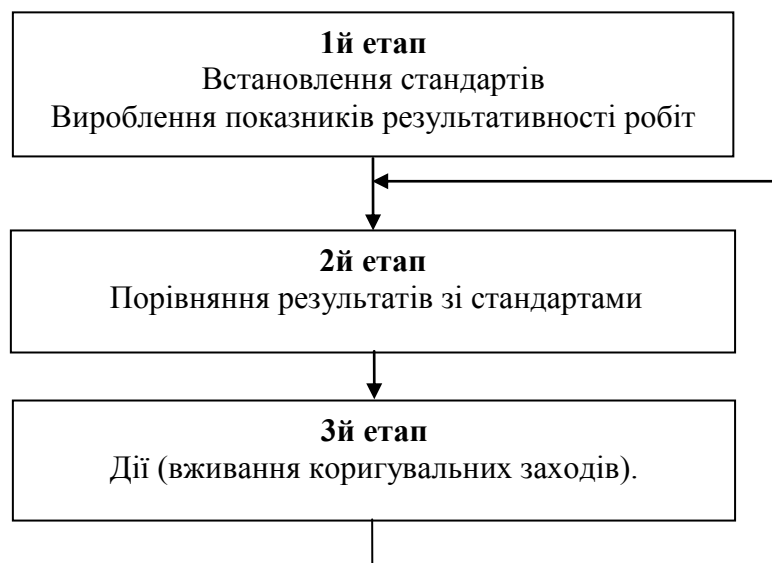 1й етап
Встановлення стандартів
Вироблення показників результативності робіт
2й етап
Порівняння результатів зі стандартами
3й етап
Дії (вживання коригувальних заходів).